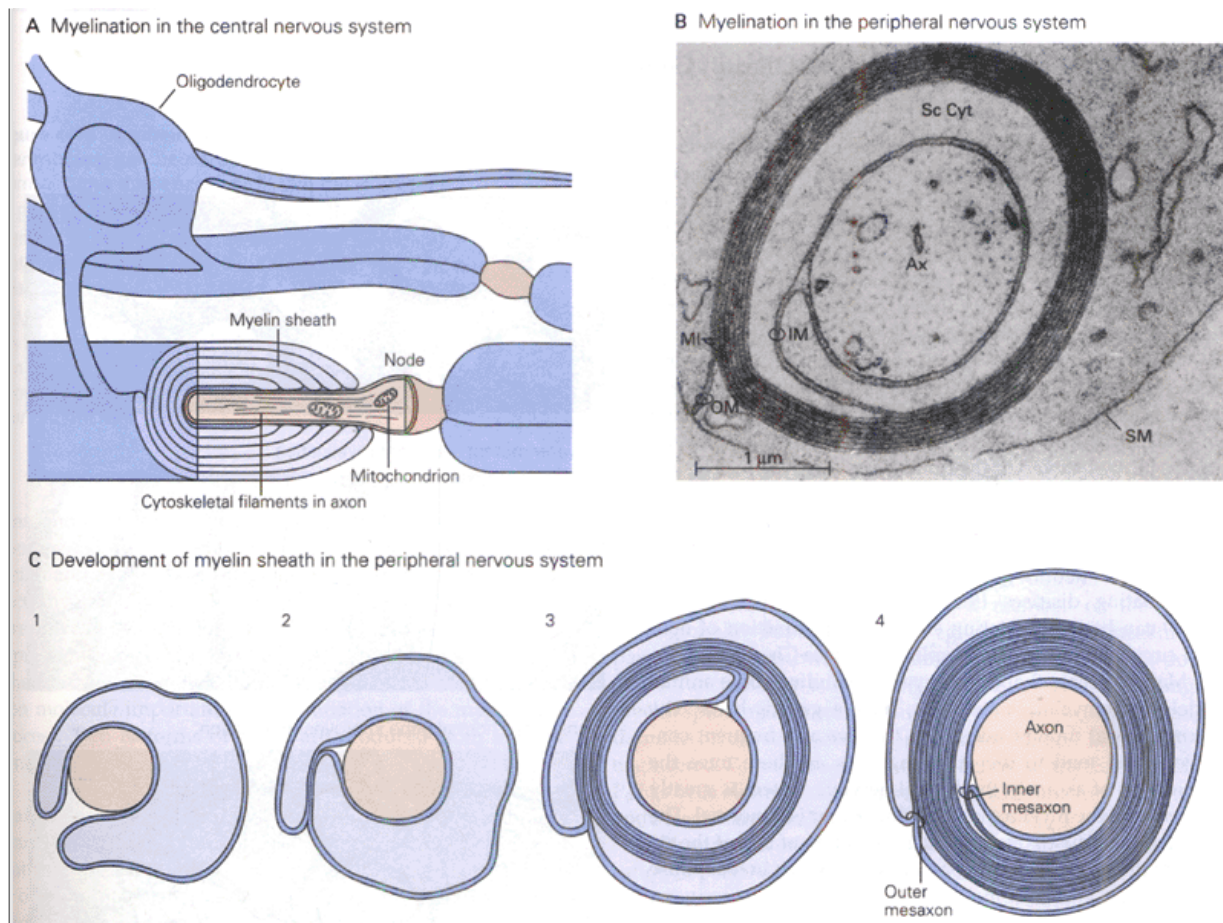 A Myelination in the central nervous system
Oligodendrocyte
Myelin sheath
Node
Mitochondrion
Cytoskeletal filaments in axon
B Myelination in the peripheral nervous system
Sc Cyt
Ax
IM
MI
OM
SM
1 μm
C Development of myelin sheath in the peripheral nervous system
1
2
3
4
Axon
Inner
mesaxon
Outer
mesaxon